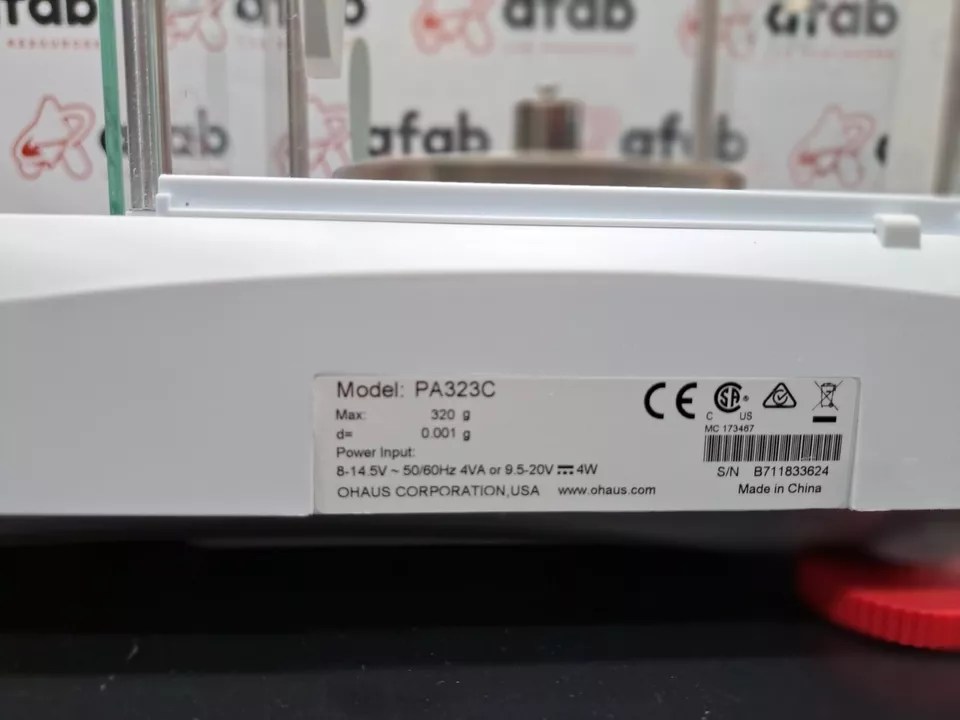 afab
afab
afab
afab
afab
afab
Model: PA323C
Max: 320 g
d= 0.001 g
Power Input:
8-14.5V ~ 50/60Hz 4VA or 9.5-20V ⎓ 4W
OHAUS CORPORATION,USA www.ohaus.com
CE
C SA® US
MC 173467
S/N B711833624
Made in China